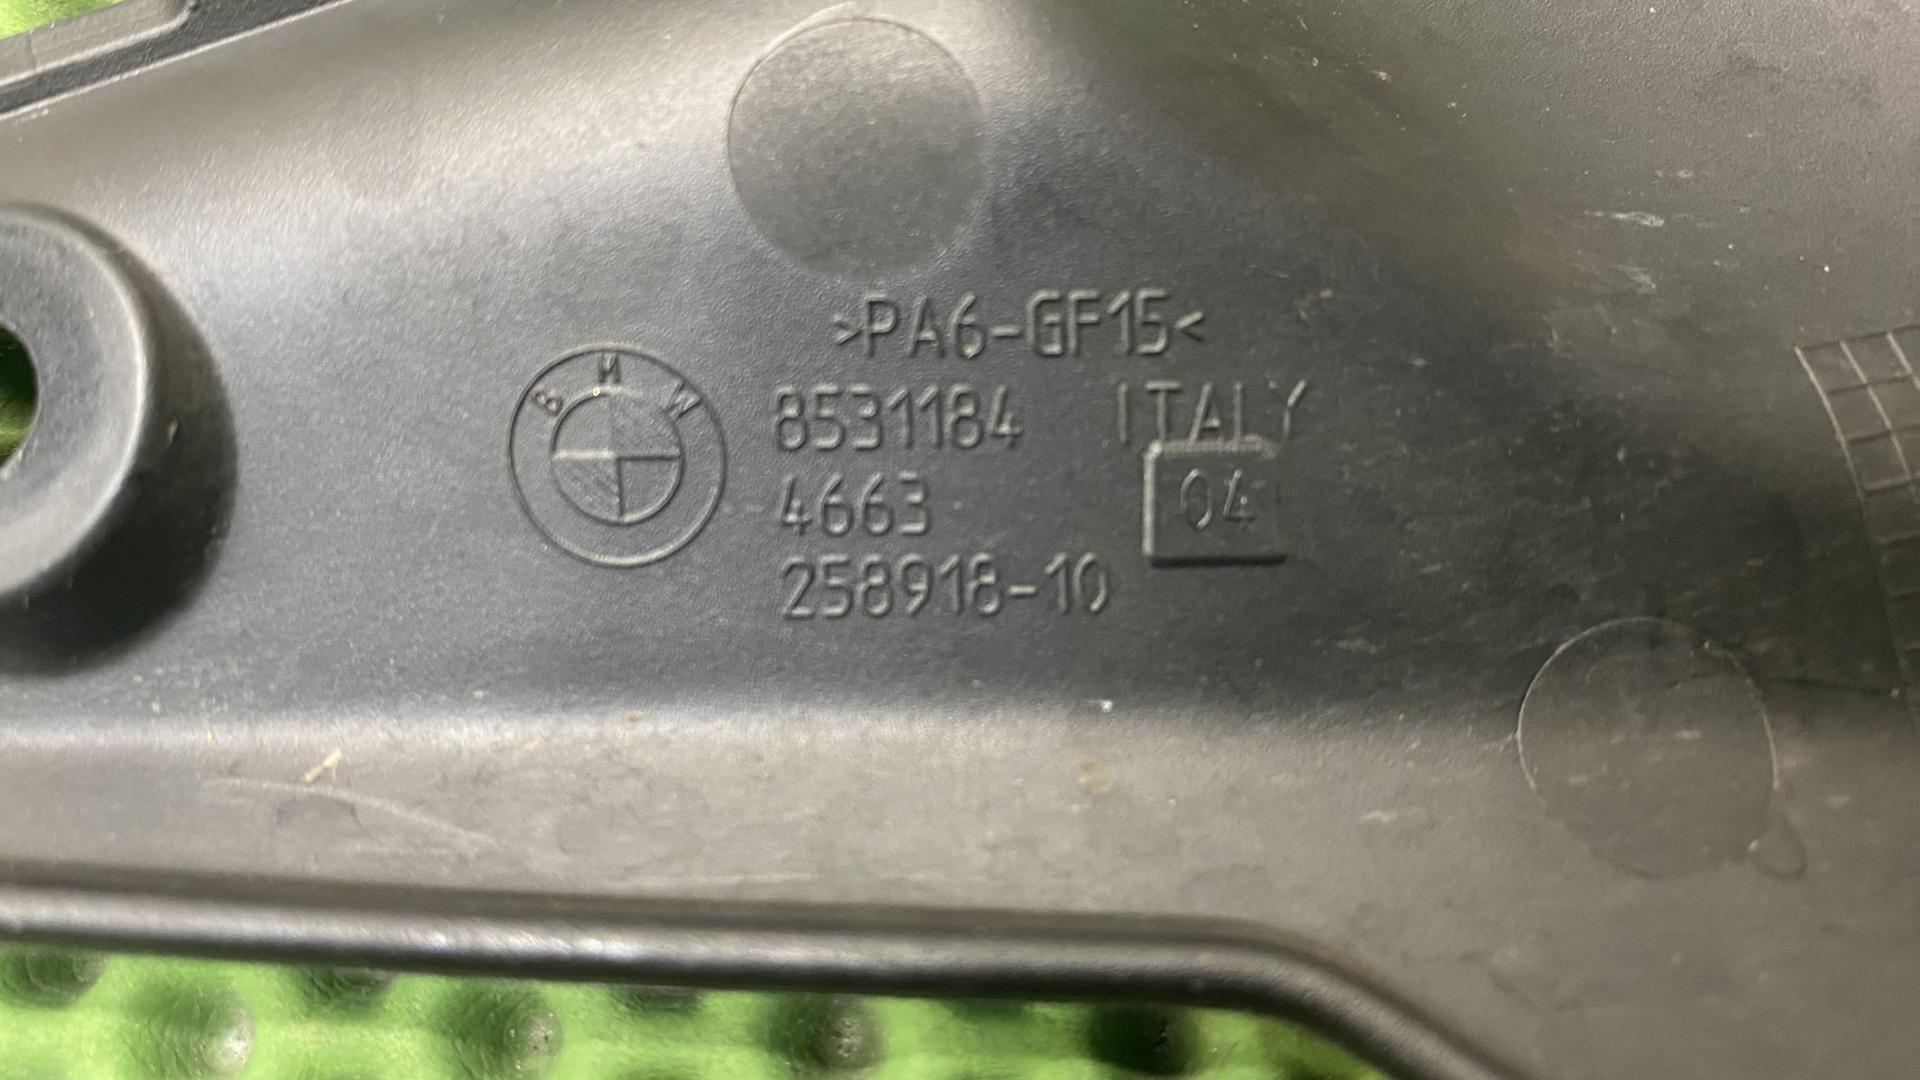 >PA6-GF15<
BMW
8531184 ITALY
4663 04
258918-10